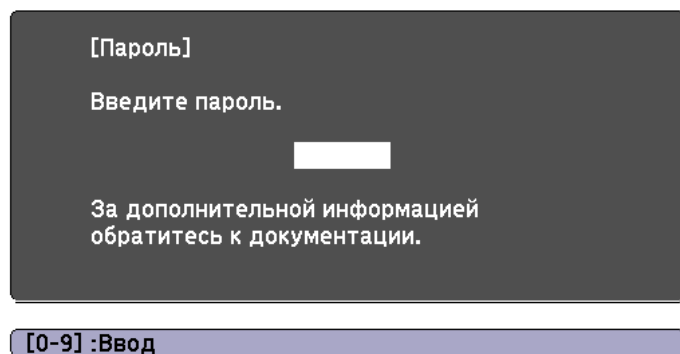 [Пароль]
Введите пароль.
За дополнительной информацией
обратитесь к документации.
[0-9] :Ввод